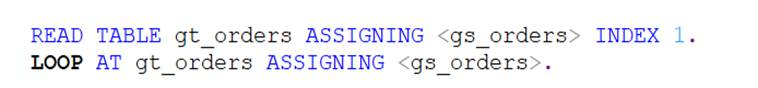 READ TABLE gt_orders ASSIGNING <gs_orders> INDEX 1.
LOOP AT gt_orders ASSIGNING <gs_orders>.